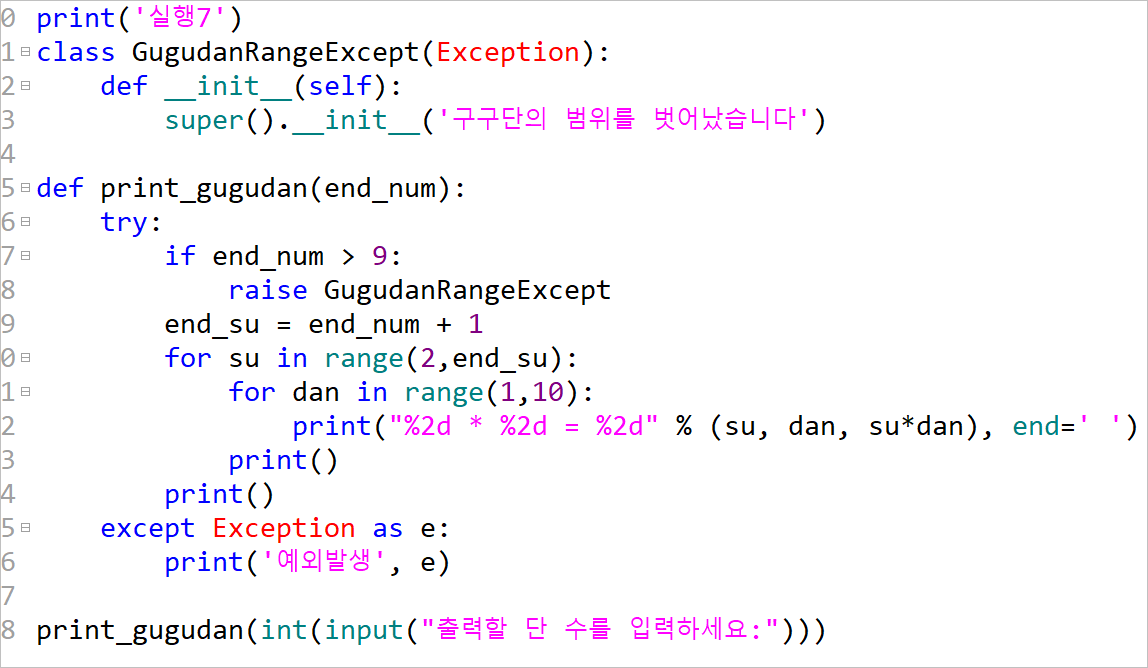 0 print('실행7')
1 class GugudanRangeExcept(Exception):
2     def __init__(self):
3         super().__init__('구구단의 범위를 벗어났습니다')
4
5 def print_gugudan(end_num):
6     try:
7         if end_num > 9:
8             raise GugudanRangeExcept
9         end_su = end_num + 1
0         for su in range(2,end_su):
1             for dan in range(1,10):
2                 print("%2d * %2d = %2d" % (su, dan, su*dan), end=' ')
3             print()
4         print()
5     except Exception as e:
6         print('예외발생', e)
7
8 print_gugudan(int(input("출력할 단 수를 입력하세요:")))